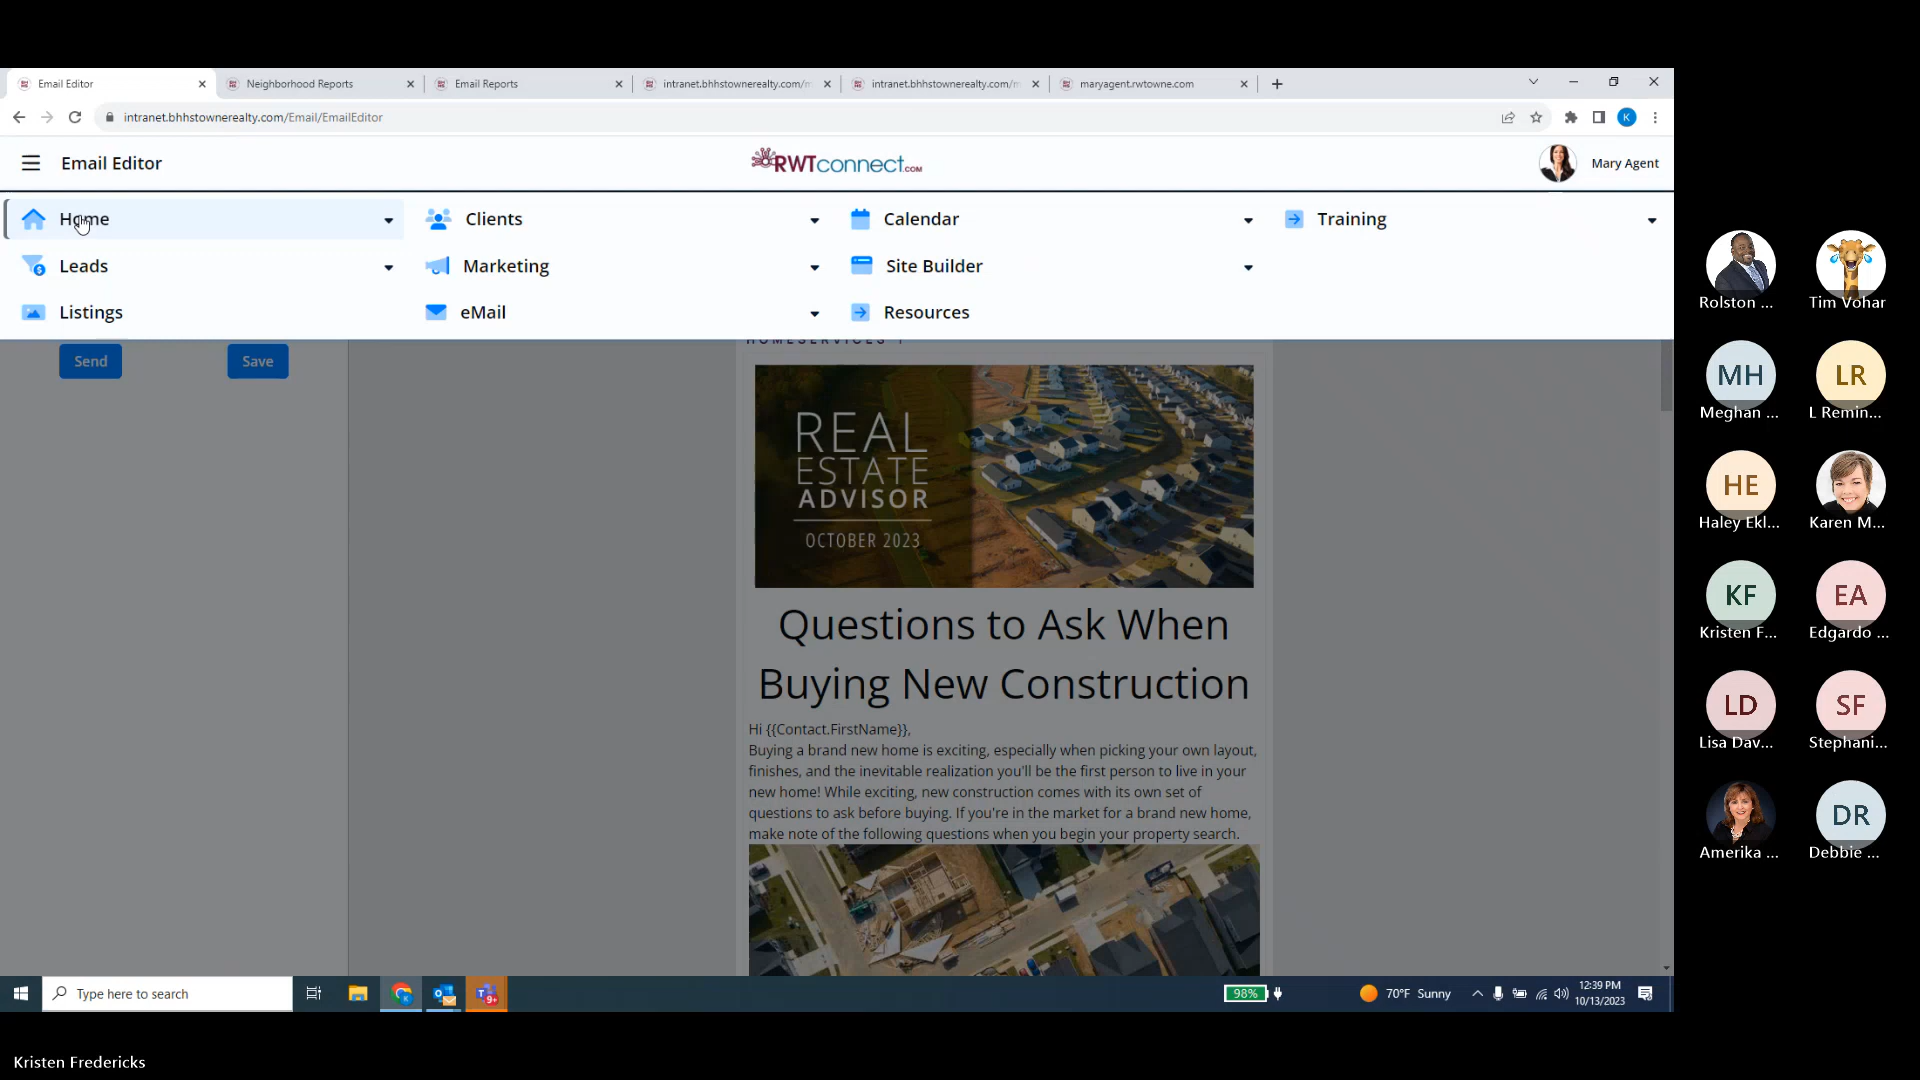 Email Editor
Neighborhood Reports
Email Reports
intranet.bhhstownerealty.com/m
intranet.bhhstownerealty.com/m
maryagent.rwtowne.com
intranet.bhhstownerealty.com/Email/EmailEditor
K
Email Editor
RWTconnect.com
Mary Agent
Home
Clients
Calendar
Training
Leads
Marketing
Site Builder
Listings
eMail
Resources
Send
Save
HOMESERVICES
REAL
ESTATE
ADVISOR
OCTOBER 2023
Questions to Ask When
Buying New Construction
Hi {{Contact.FirstName}},
Buying a brand new home is exciting, especially when picking your own layout,
finishes, and the inevitable realization you'll be the first person to live in your
new home! While exciting, new construction comes with its own set of
questions to ask before buying. If you're in the market for a brand new home,
make note of the following questions when you begin your property search.
Rolston ...
Tim Vohar
MH
Meghan ...
LR
L Remin...
HE
Haley Ekl...
Karen M...
KF
Kristen F...
EA
Edgardo ...
LD
Lisa Dav...
SF
Stephani...
Amerika ...
DR
Debbie ...
Type here to search
98%
70°F Sunny
12:39 PM
10/13/2023
Kristen Fredericks